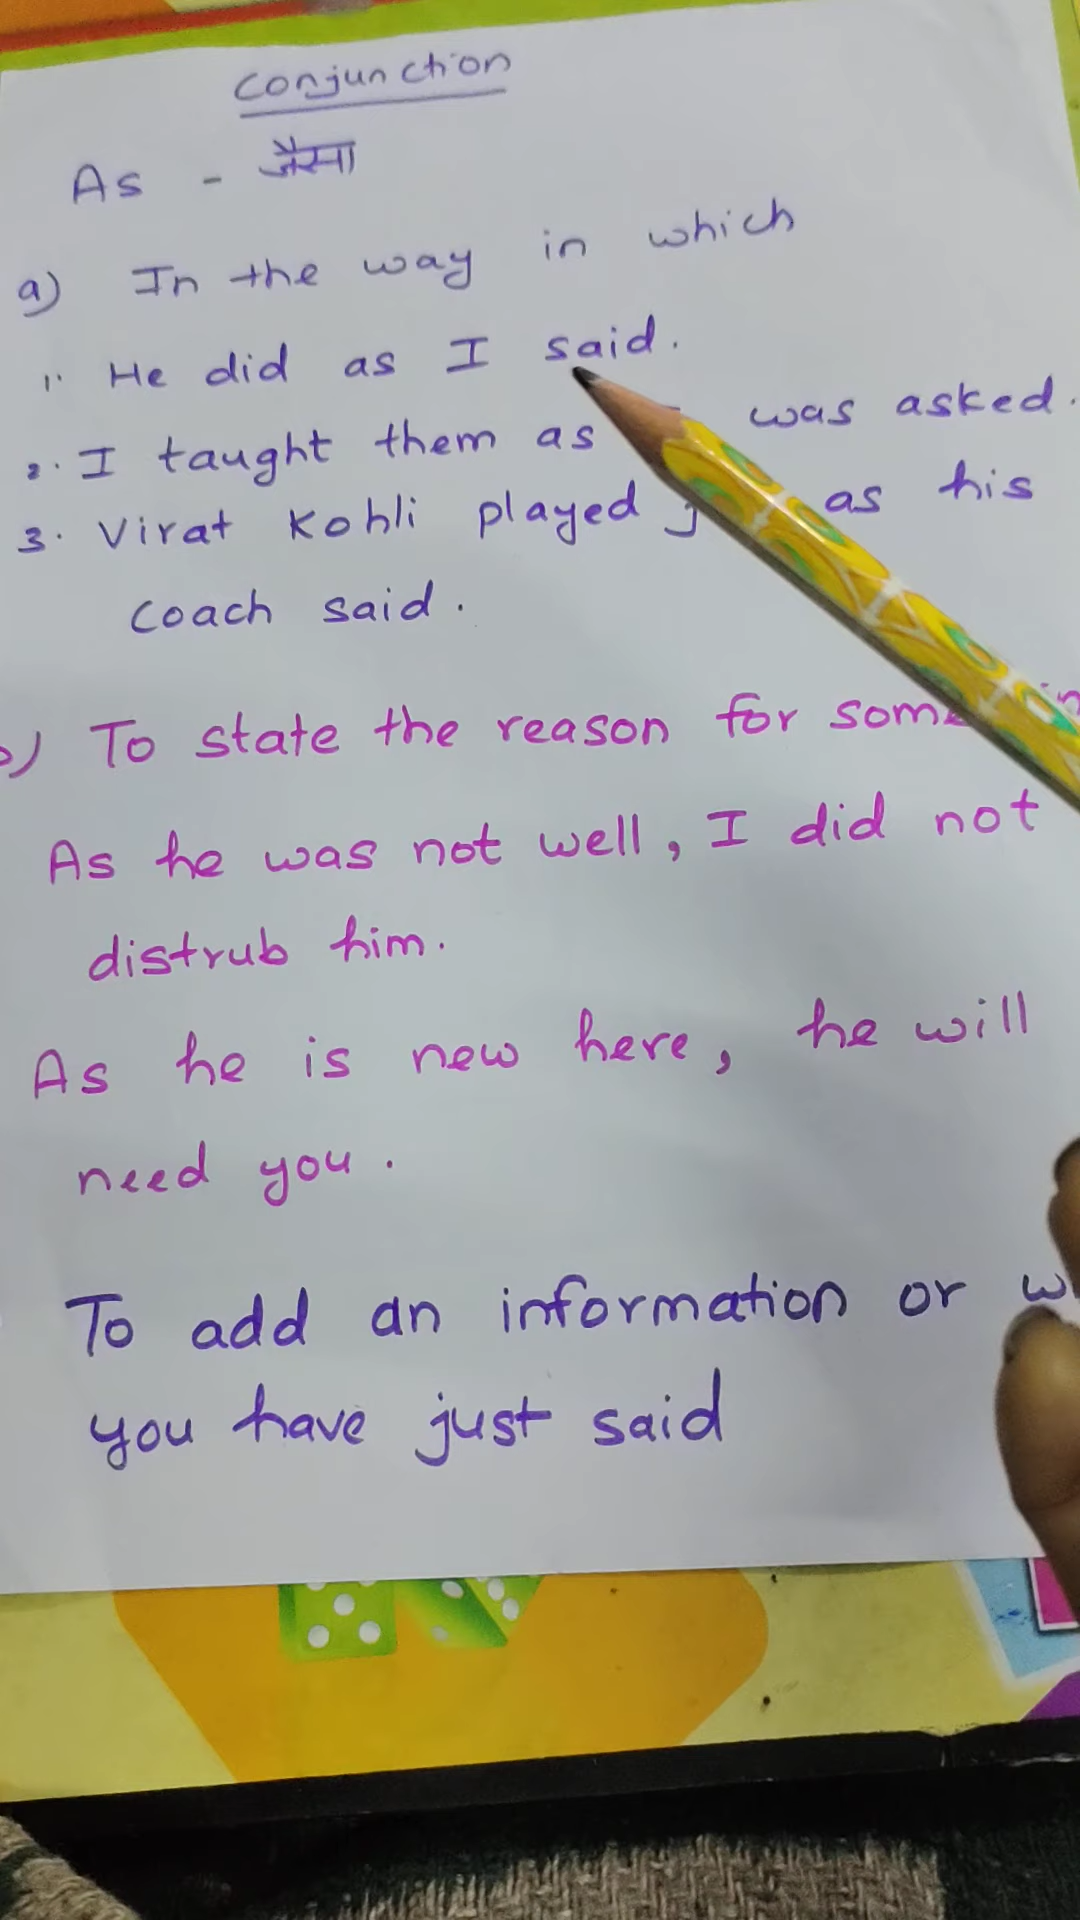 Conjunction
As - जैसा
a) In the way in which
1. He did as I said.
2. I taught them as was asked.
3. Virat Kohli played as his
coach said.
b) To state the reason for
As he was not well, I did not
distrub him.
As he is new here, he will
need you.
To add an information or
you have just said